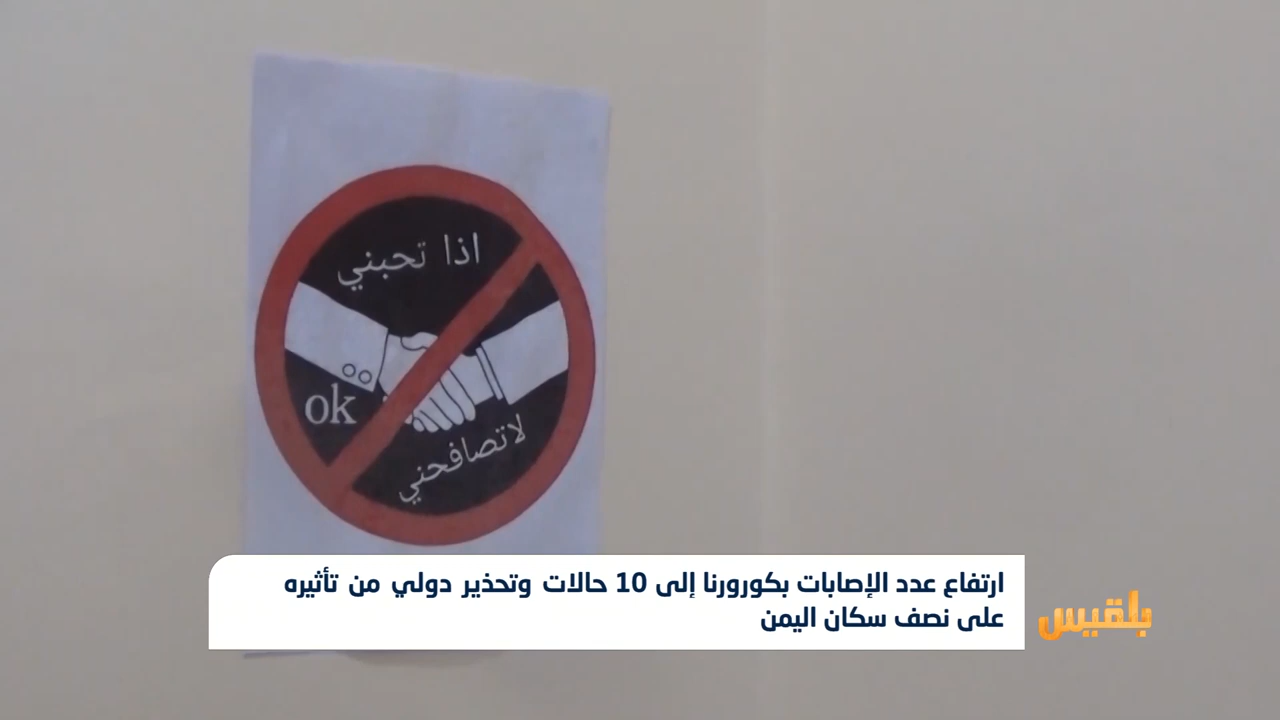 اذا تحبني
ok
لاتصافحني
ارتفاع عدد الإصابات بكورورنا إلى 10 حالات وتحذير دولي من تأثيره
على نصف سكان اليمن
بلقيس